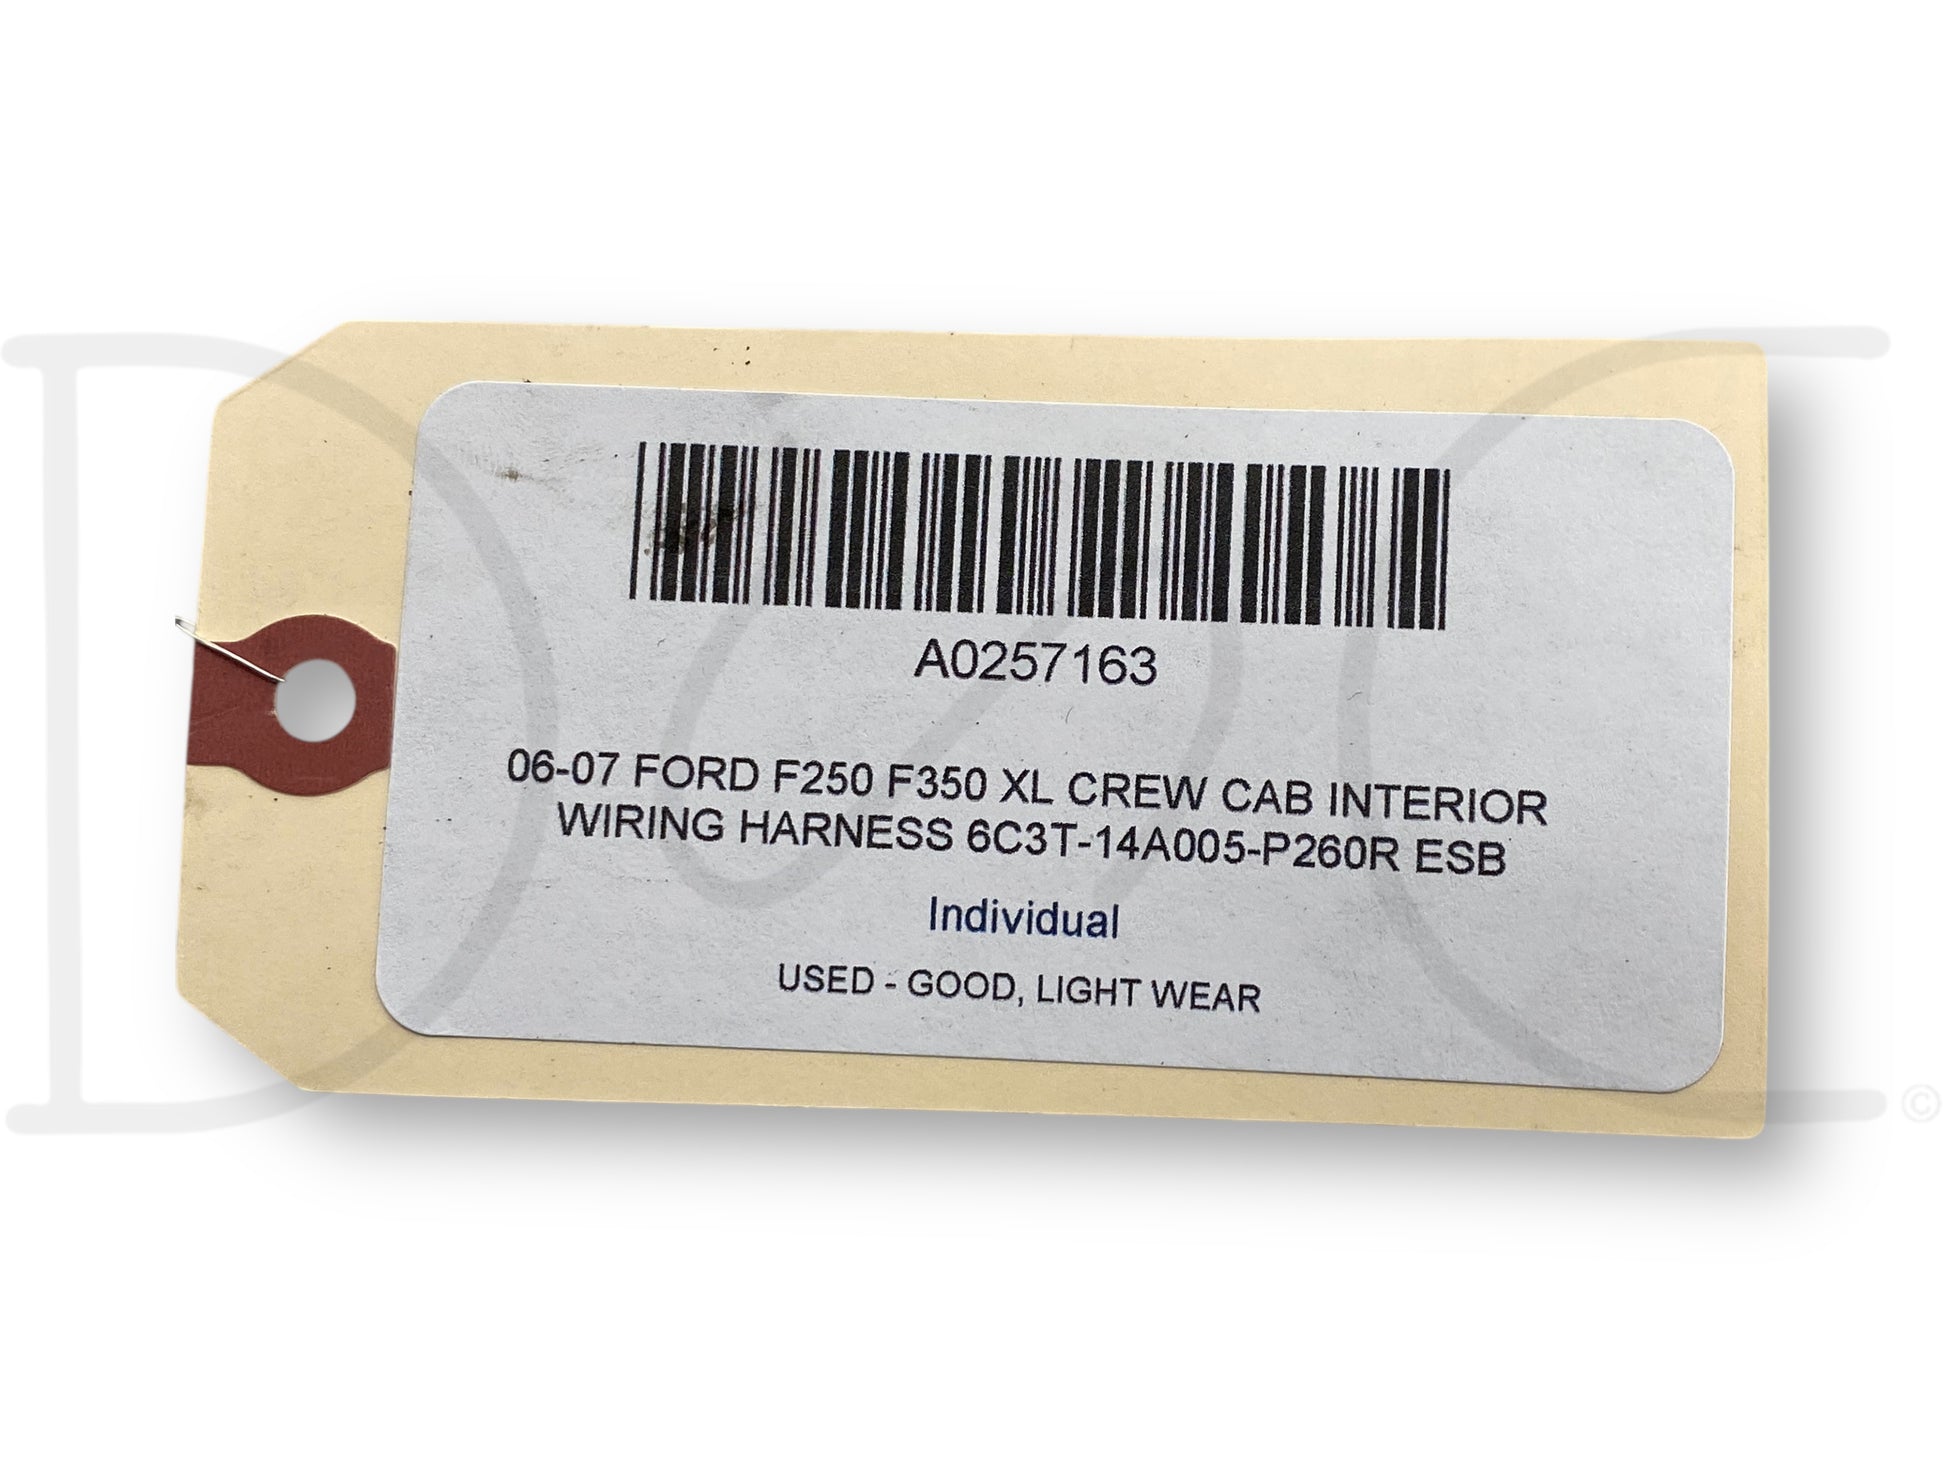 A0257163
06-07 FORD F250 F350 XL CREW CAB INTERIOR
WIRING HARNESS 6C3T-14A005-P260R ESB
Individual
USED - GOOD, LIGHT WEAR
©